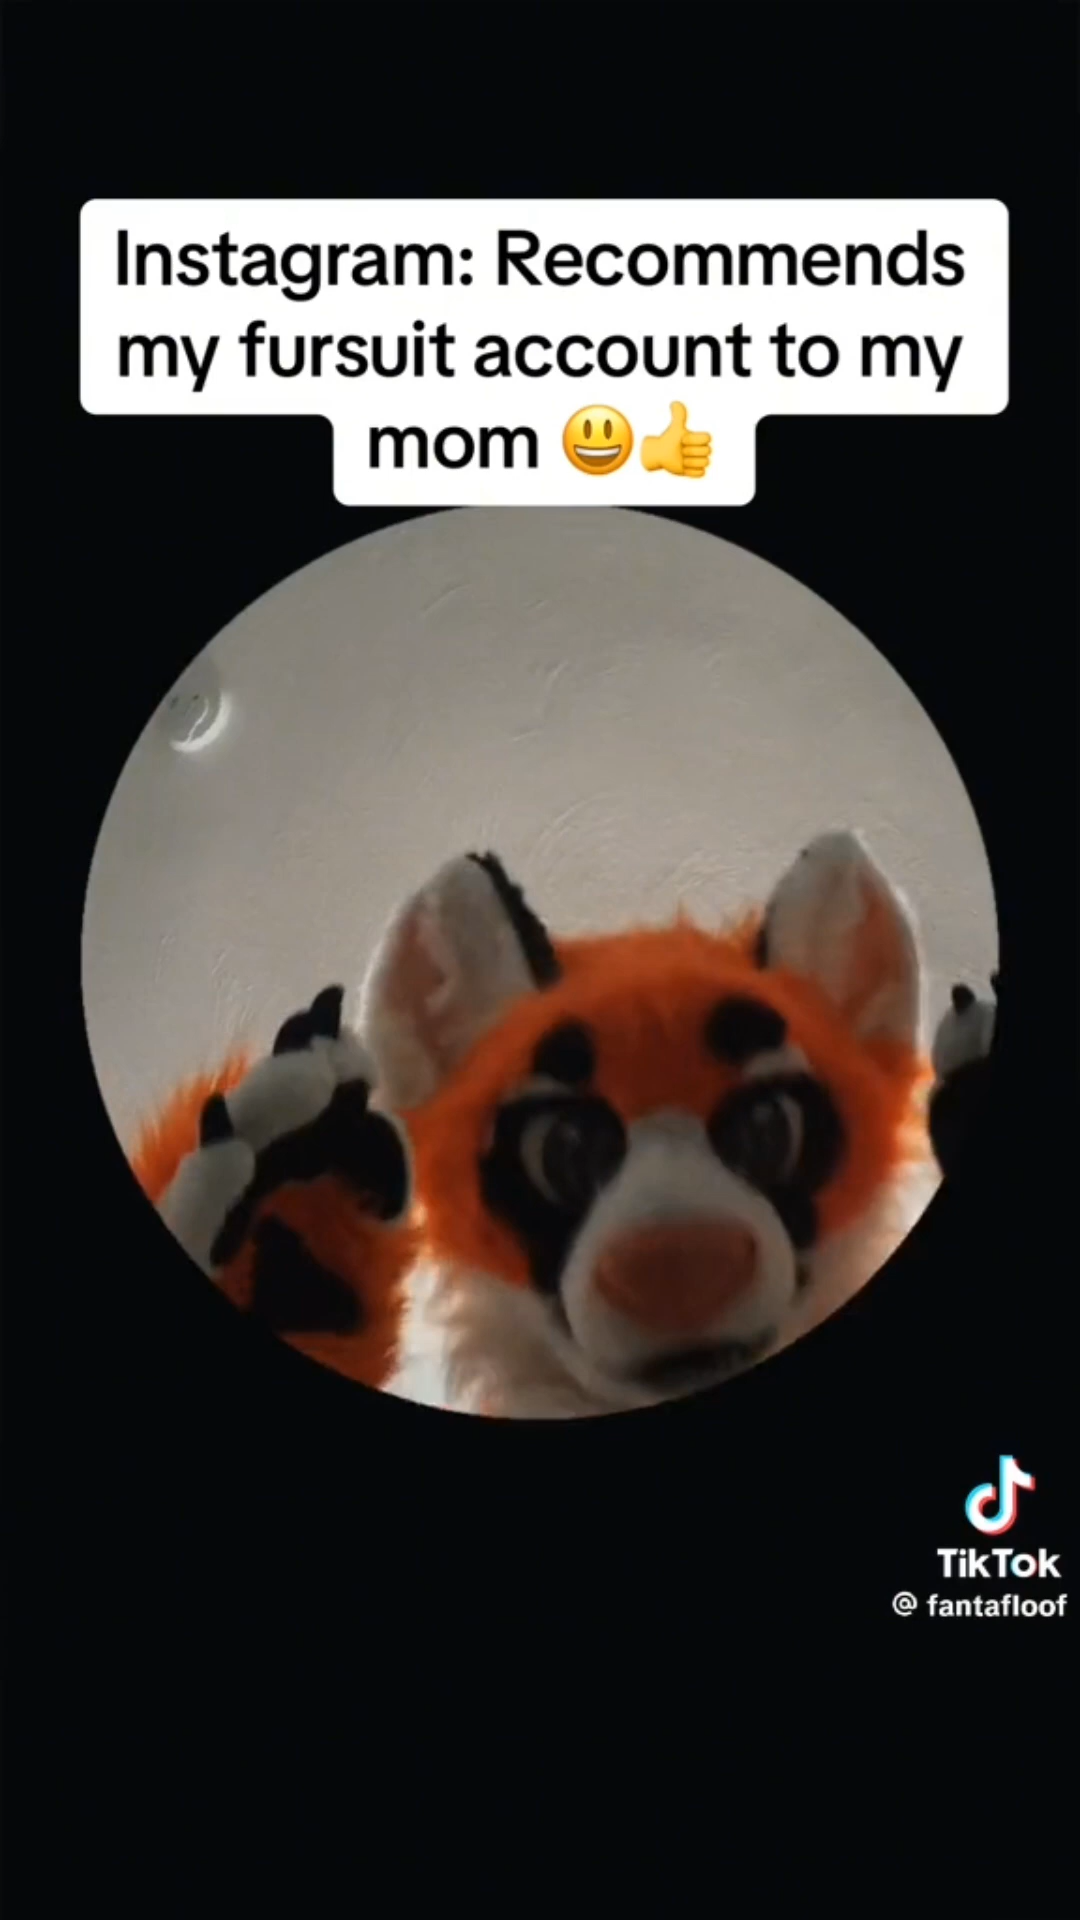 Instagram: Recommends
my fursuit account to my
mom 😃👍
TikTok
@ fantafloof